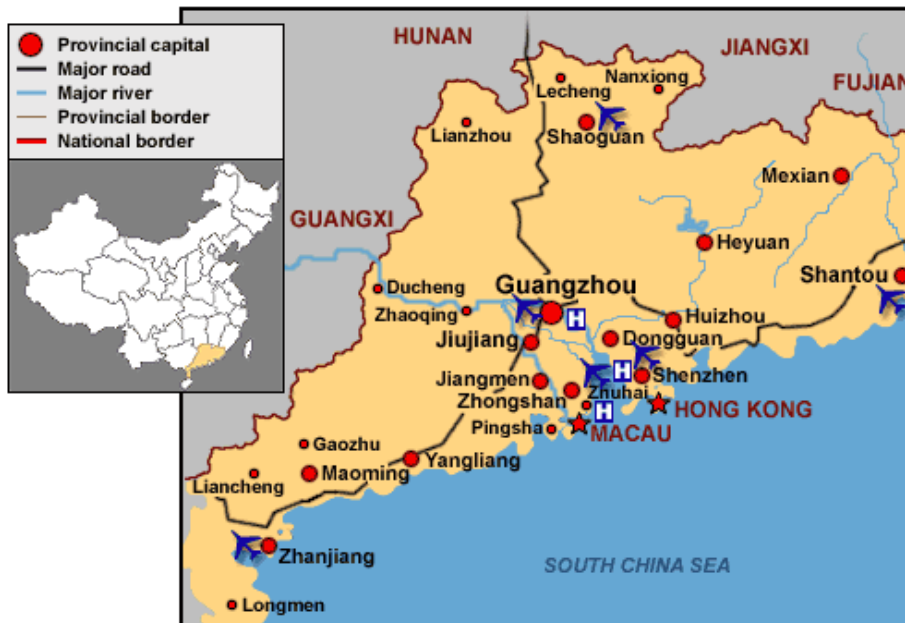 Provincial capital
Major road
Major river
Provincial border
National border
HUNAN
JIANGXI
FUJIAN
Lecheng
Nanxiong
Lianzhou
Shaoguan
Mexian
GUANGXI
Heyuan
Shantou
Ducheng
Guangzhou
Zhaoqing
H
Huizhou
Jiujiang
Dongguan
Jiangmen
H
Shenzhen
Zhongshan
Zhuhai
H
HONG KONG
Pingsha
MACAU
Gaozhu
Yangliang
Liancheng
Maoming
Zhanjiang
SOUTH CHINA SEA
Longmen